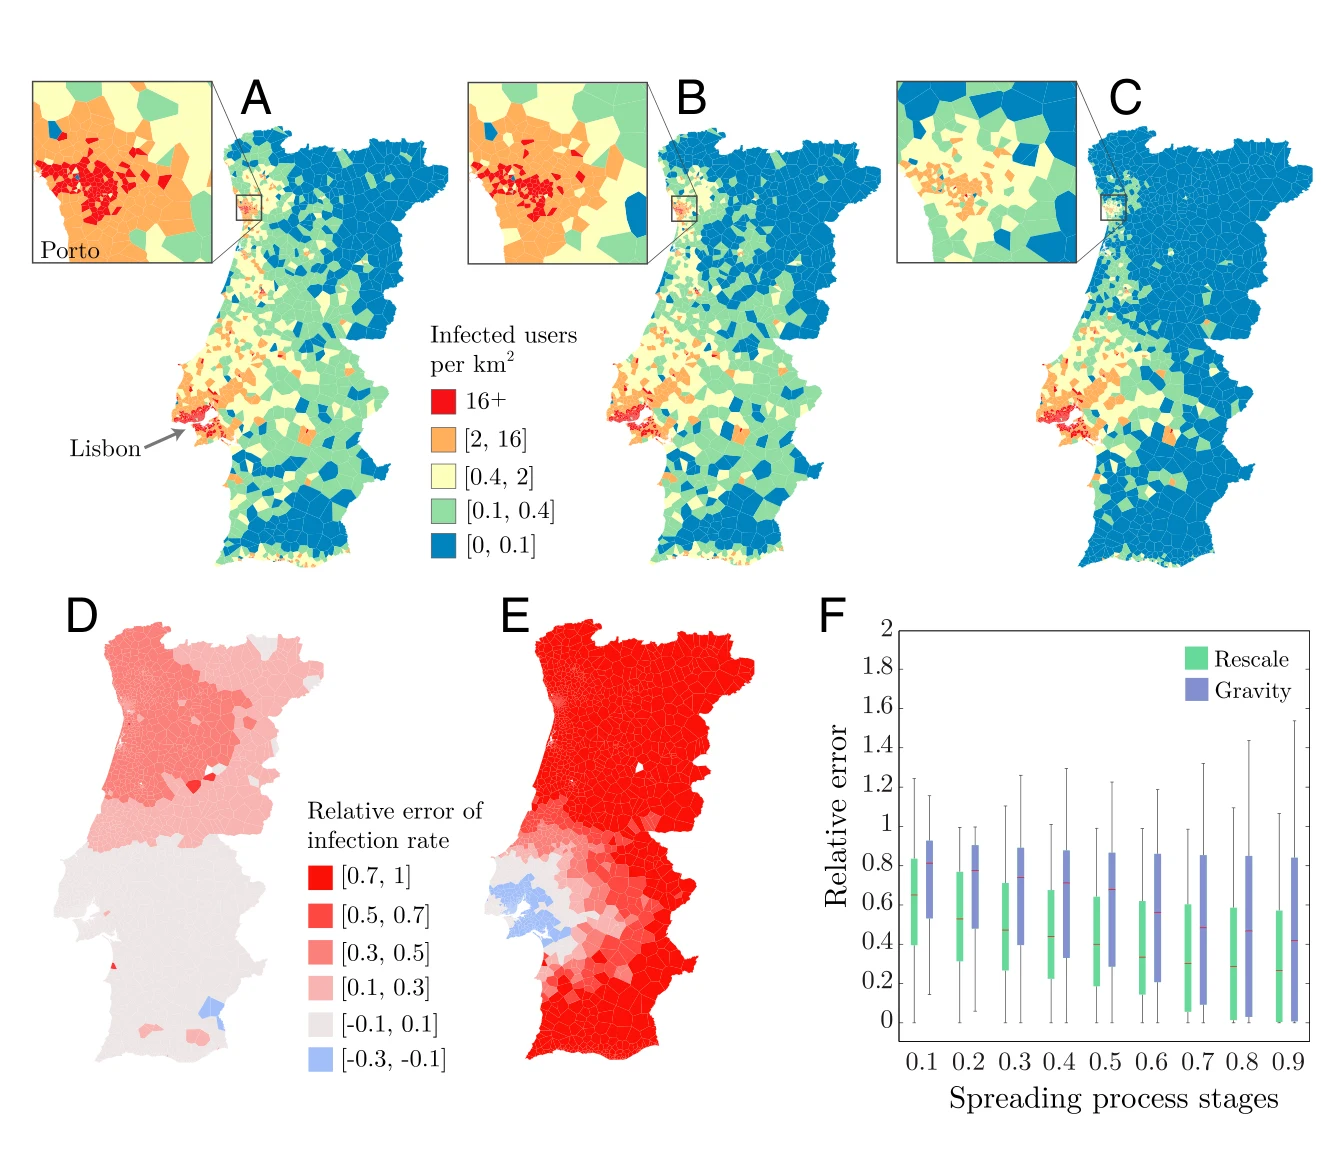 A
B
C
Porto
Lisbon
Infected users
per km²
16+
[2, 16]
[0.4, 2]
[0.1, 0.4]
[0, 0.1]
D
E
F
Relative error of
infection rate
[0.7, 1]
[0.5, 0.7]
[0.3, 0.5]
[0.1, 0.3]
[-0.1, 0.1]
[-0.3, -0.1]
Relative error
2
1.8
1.6
1.4
1.2
1
0.8
0.6
0.4
0.2
0
Rescale
Gravity
0.1 0.2 0.3 0.4 0.5 0.6 0.7 0.8 0.9
Spreading process stages